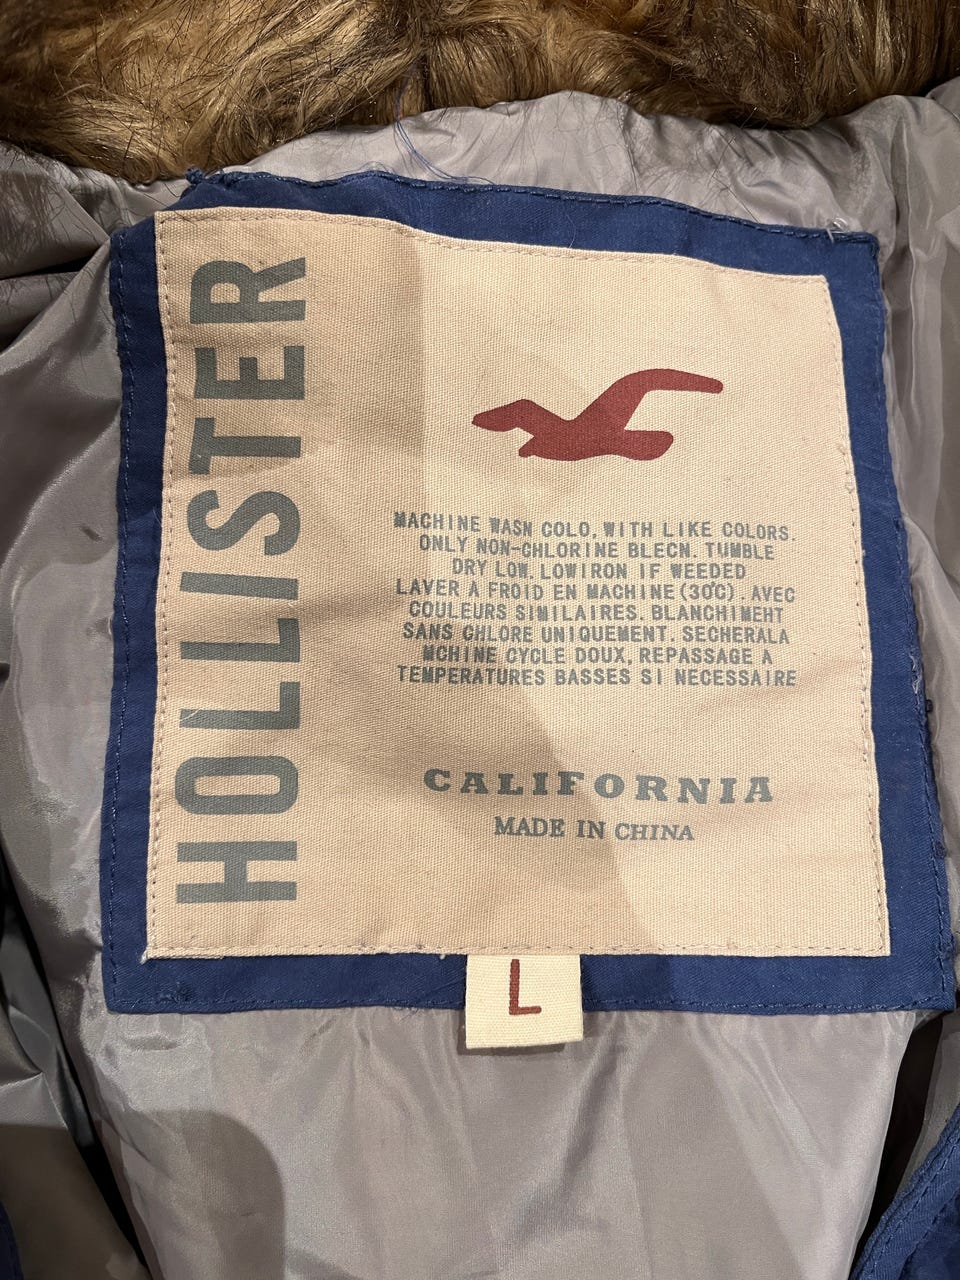 HOLLISTER
MACHINE WASN COLO, WITH LIKE COLORS.
ONLY NON-CHLORINE BLECN. TUMBLE
DRY LOW. LOWIRON IF WEEDED
LAVER A FROID EN MACHINE (30°C). AVEC
COULEURS SIMILAIRES. BLANCHIMEHT
SANS CHLORE UNIQUEMENT. SECHERALA
MCHINE CYCLE DOUX, REPASSAGE A
TEMPERATURES BASSES SI NECESSAIRE
CALIFORNIA
MADE IN CHINA
L